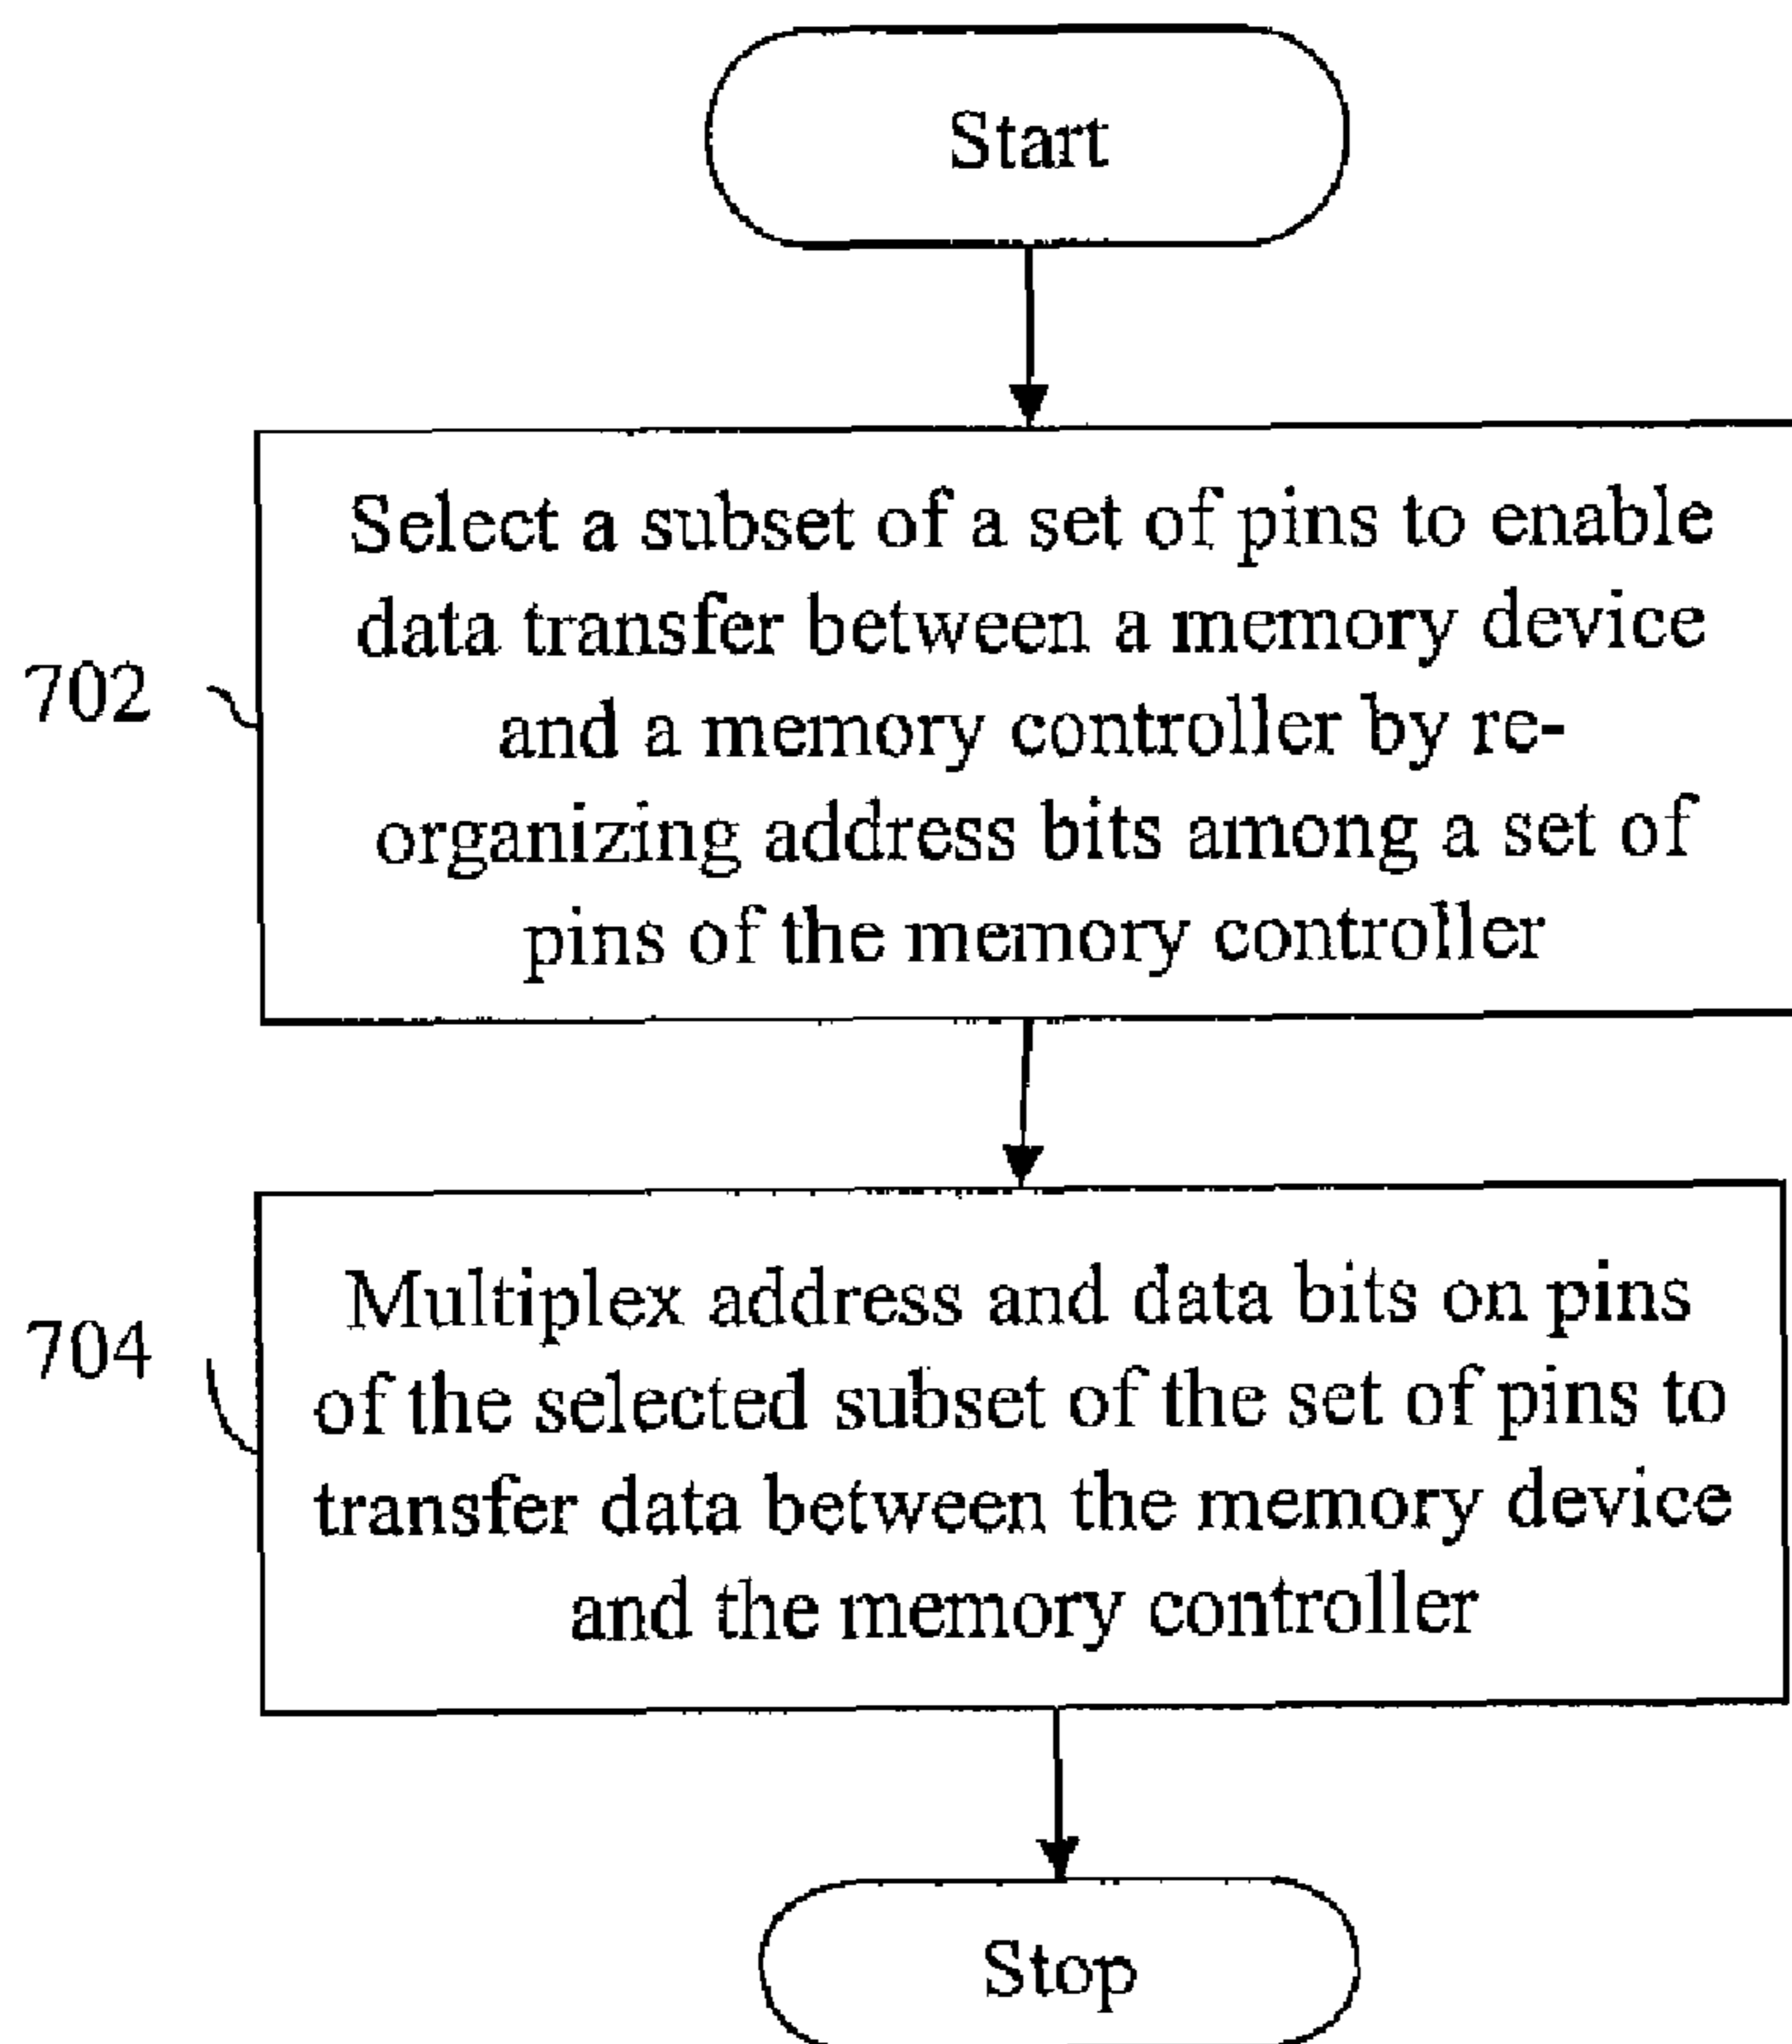 Start
Select a subset of a set of pins to enable
data transfer between a memory device
and a memory controller by re-
organizing address bits among a set of
pins of the memory controller
702
Multiplex address and data bits on pins
of the selected subset of the set of pins to
transfer data between the memory device
and the memory controller
704
Stop